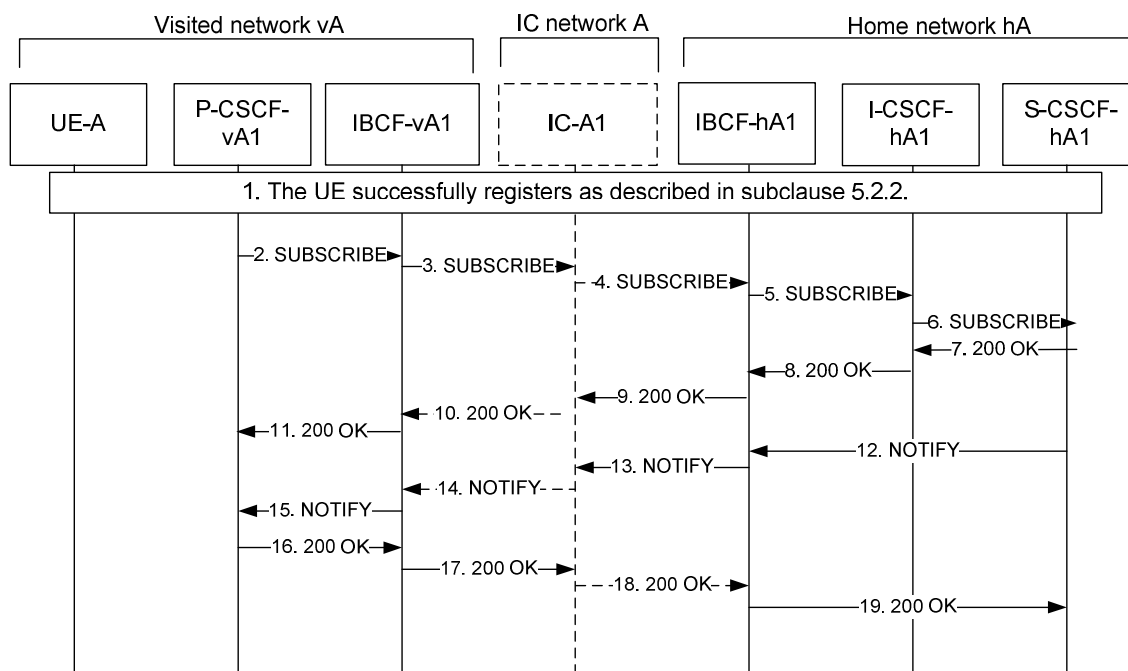 Visited network vA
IC network A
Home network hA
UE-A
P-CSCF-
vA1
IBCF-vA1
IC-A1
IBCF-hA1
I-CSCF-
hA1
S-CSCF-
hA1
1. The UE successfully registers as described in subclause 5.2.2.
2. SUBSCRIBE
3. SUBSCRIBE
4. SUBSCRIBE
5. SUBSCRIBE
6. SUBSCRIBE
7. 200 OK
8. 200 OK
9. 200 OK
10. 200 OK
11. 200 OK
12. NOTIFY
13. NOTIFY
14. NOTIFY
15. NOTIFY
16. 200 OK
17. 200 OK
18. 200 OK
19. 200 OK